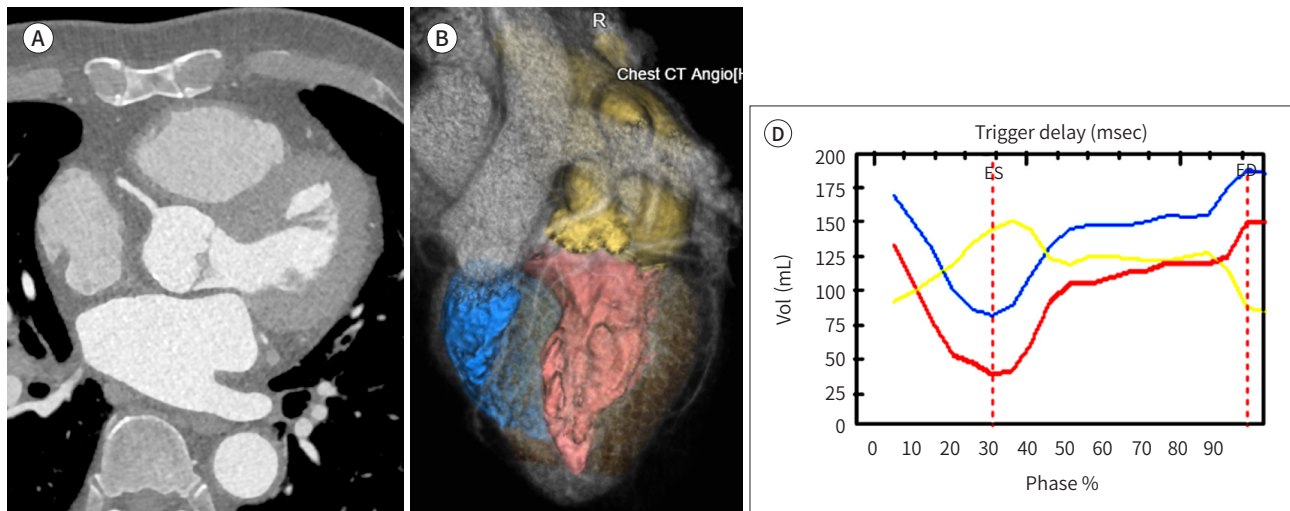 A
B
R
Chest CT Angio[H
D
Trigger delay (msec)
200
175
150
125
100
75
50
25
0
Vol (mL)
ES
ED
0 10 20 30 40 50 60 70 80 90
Phase %